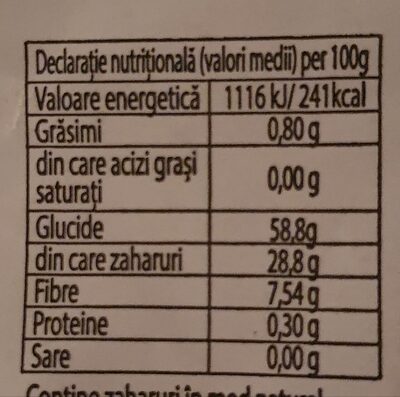 Declarație nutrițională (valori medii) per 100g
Valoare energetică 1116 kJ/ 241kcal
Grăsimi 0,80 g
din care acizi grași
saturați 0,00 g
Glucide 58,8g
din care zaharuri 28,8 g
Fibre 7,54 g
Proteine 0,30 g
Sare 0,00 g
Conține zaharuri în mod natural